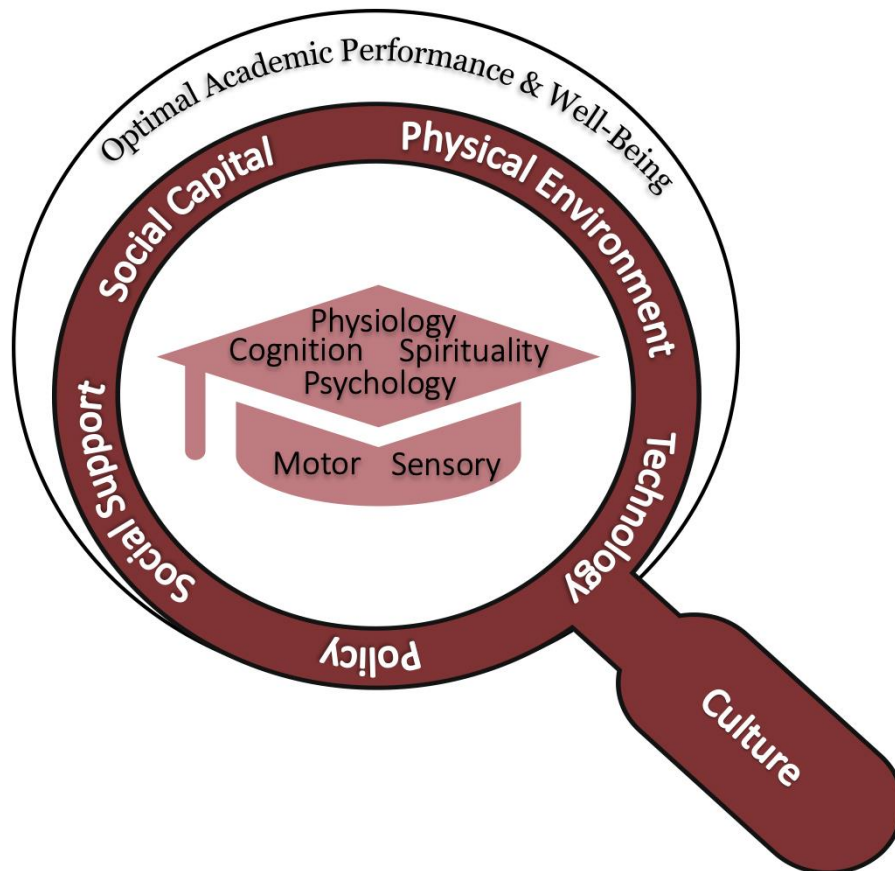 Optimal Academic Performance & Well-Being
Social Capital
Physical Environment
Physiology
Cognition Spirituality
Psychology
Motor Sensory
Social Support
Technology
Policy
Culture